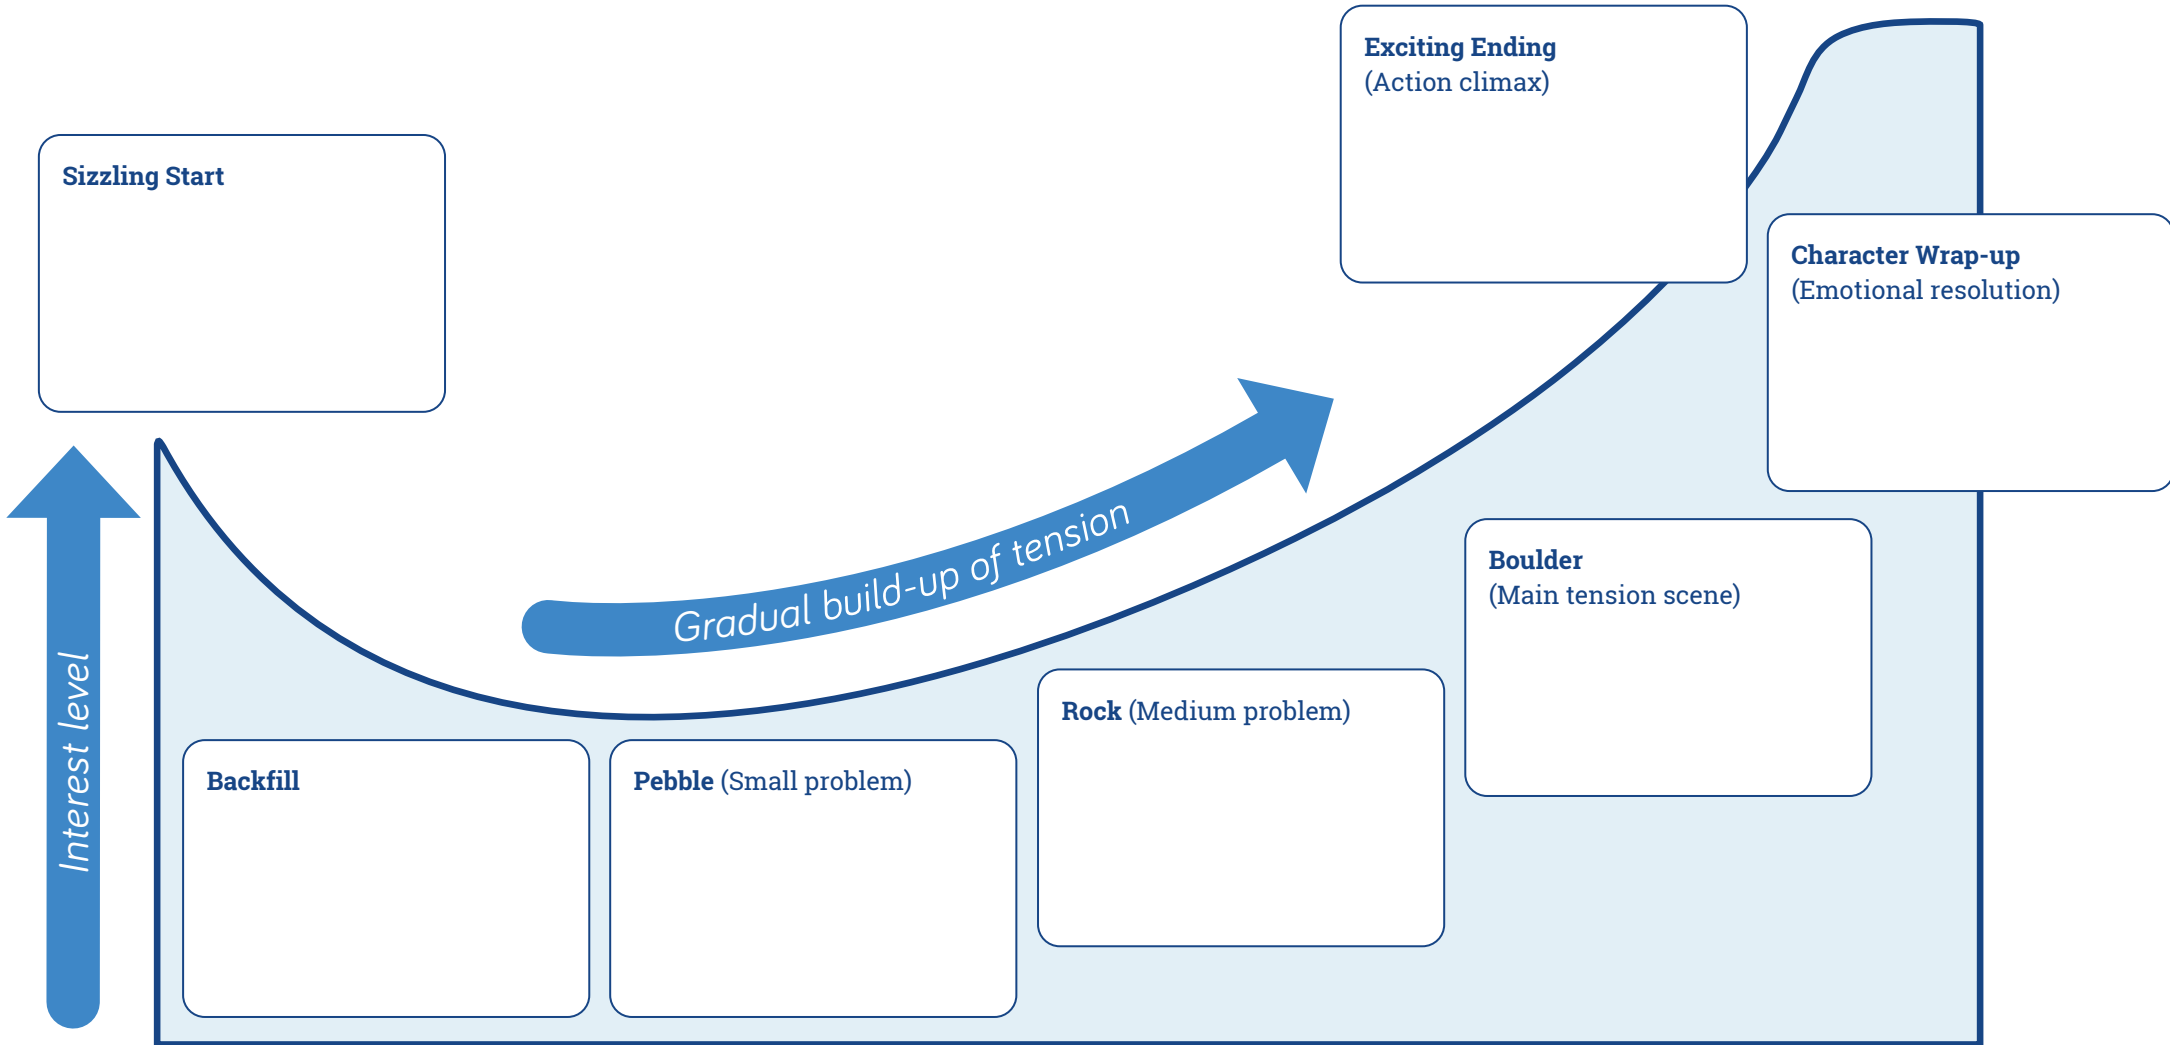 Sizzling Start
Interest level
Backfill
Pebble (Small problem)
Gradual build-up of tension
Rock (Medium problem)
Boulder
(Main tension scene)
Exciting Ending
(Action climax)
Character Wrap-up
(Emotional resolution)